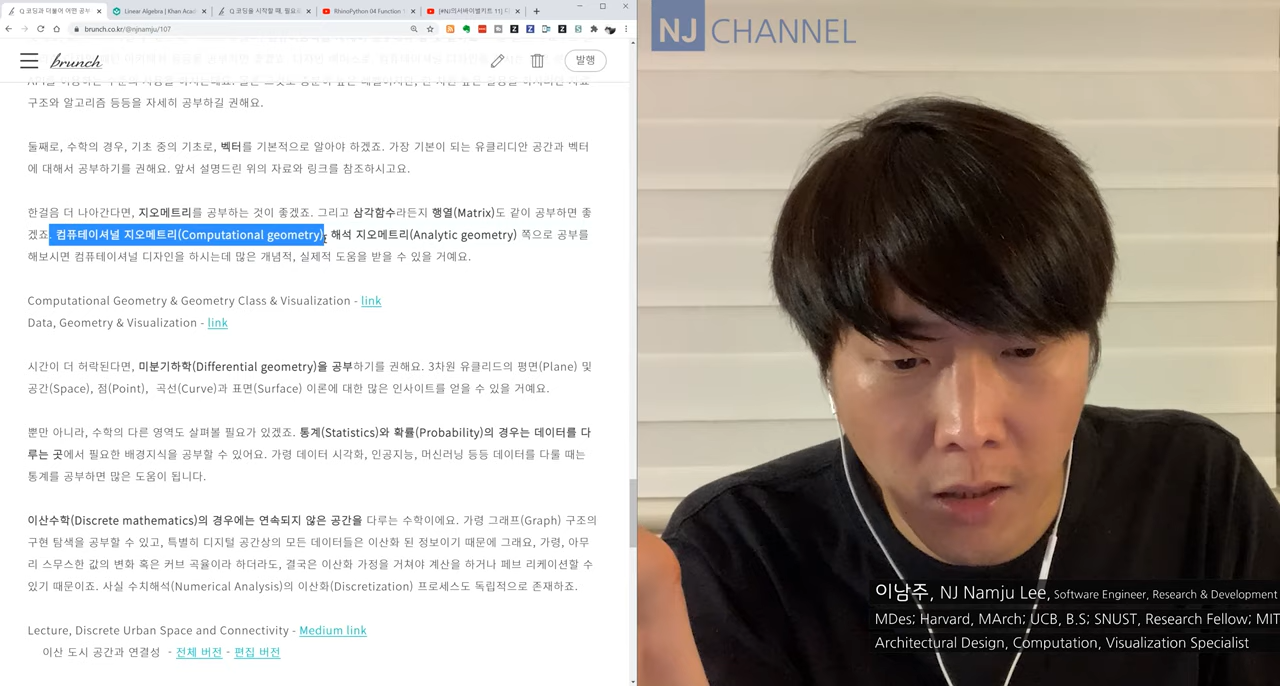 Q 코딩과 더불어 어떤 공부
Linear Algebra | Khan Aca
Q 코딩을 시작할 때, 필요
RhinoPython 04 Function
brunch.co.kr/@njnamju/107
brunch
발행
구조와 알고리즘 등등을 자세히 공부하길 권해요.
둘째로, 수학의 경우, 기초 중의 기초로, 벡터를 기본적으로 알아야 하겠죠. 가장 기본이 되는 유클리디안 공간과 벡터
에 대해서 공부하기를 권해요. 앞서 설명드린 위의 자료와 링크를 참조하시고요.
한걸음 더 나아간다면, 지오메트리를 공부하는 것이 좋겠죠. 그리고 삼각함수라든지 행열(Matrix)도 같이 공부하면 좋
겠죠. 컴퓨테이셔널 지오메트리(Computational geometry), 해석 지오메트리(Analytic geometry) 쪽으로 공부를
해보시면 컴퓨테이셔널 디자인을 하시는데 많은 개념적, 실제적 도움을 받을 수 있을 거예요.
Computational Geometry & Geometry Class & Visualization - link
Data, Geometry & Visualization - link
시간이 더 허락된다면, 미분기하학(Differential geometry)을 공부하기를 권해요. 3차원 유클리드의 평면(Plane) 및
공간(Space), 점(Point), 곡선(Curve)과 표면(Surface) 이론에 대한 많은 인사이트를 얻을 수 있을 거예요.
뿐만 아니라, 수학의 다른 영역도 살펴볼 필요가 있겠죠. 통계(Statistics)와 확률(Probability)의 경우는 데이터를 다
루는 곳에서 필요한 배경지식을 공부할 수 있어요. 가령 데이터 시각화, 인공지능, 머신러닝 등등 데이터를 다룰 때는
통계를 공부하면 많은 도움이 됩니다.
이산수학(Discrete mathematics)의 경우에는 연속되지 않은 공간을 다루는 수학이에요. 가령 그래프(Graph) 구조의
구현 탐색을 공부할 수 있고, 특별히 디지털 공간상의 모든 데이터들은 이산화 된 정보이기 때문에 그래요, 가령, 아무
리 스무스한 값의 변화 혹은 커브 곡율이라 하더라도, 결국은 이산화 가정을 거쳐야 계산을 하거나 패브 리케이션할 수
있기 때문이죠. 사실 수치해석(Numerical Analysis)의 이산화(Discretization) 프로세스도 독립적으로 존재하죠.
Lecture, Discrete Urban Space and Connectivity - Medium link
이산 도시 공간과 연결성 - 전체 버전 - 편집 버전
NJ CHANNEL
이남주, NJ Namju Lee, Software Engineer, Research & Development
MDes; Harvard, MArch; UCB, B.S; SNUST, Research Fellow; MIT
Architectural Design, Computation, Visualization Specialist